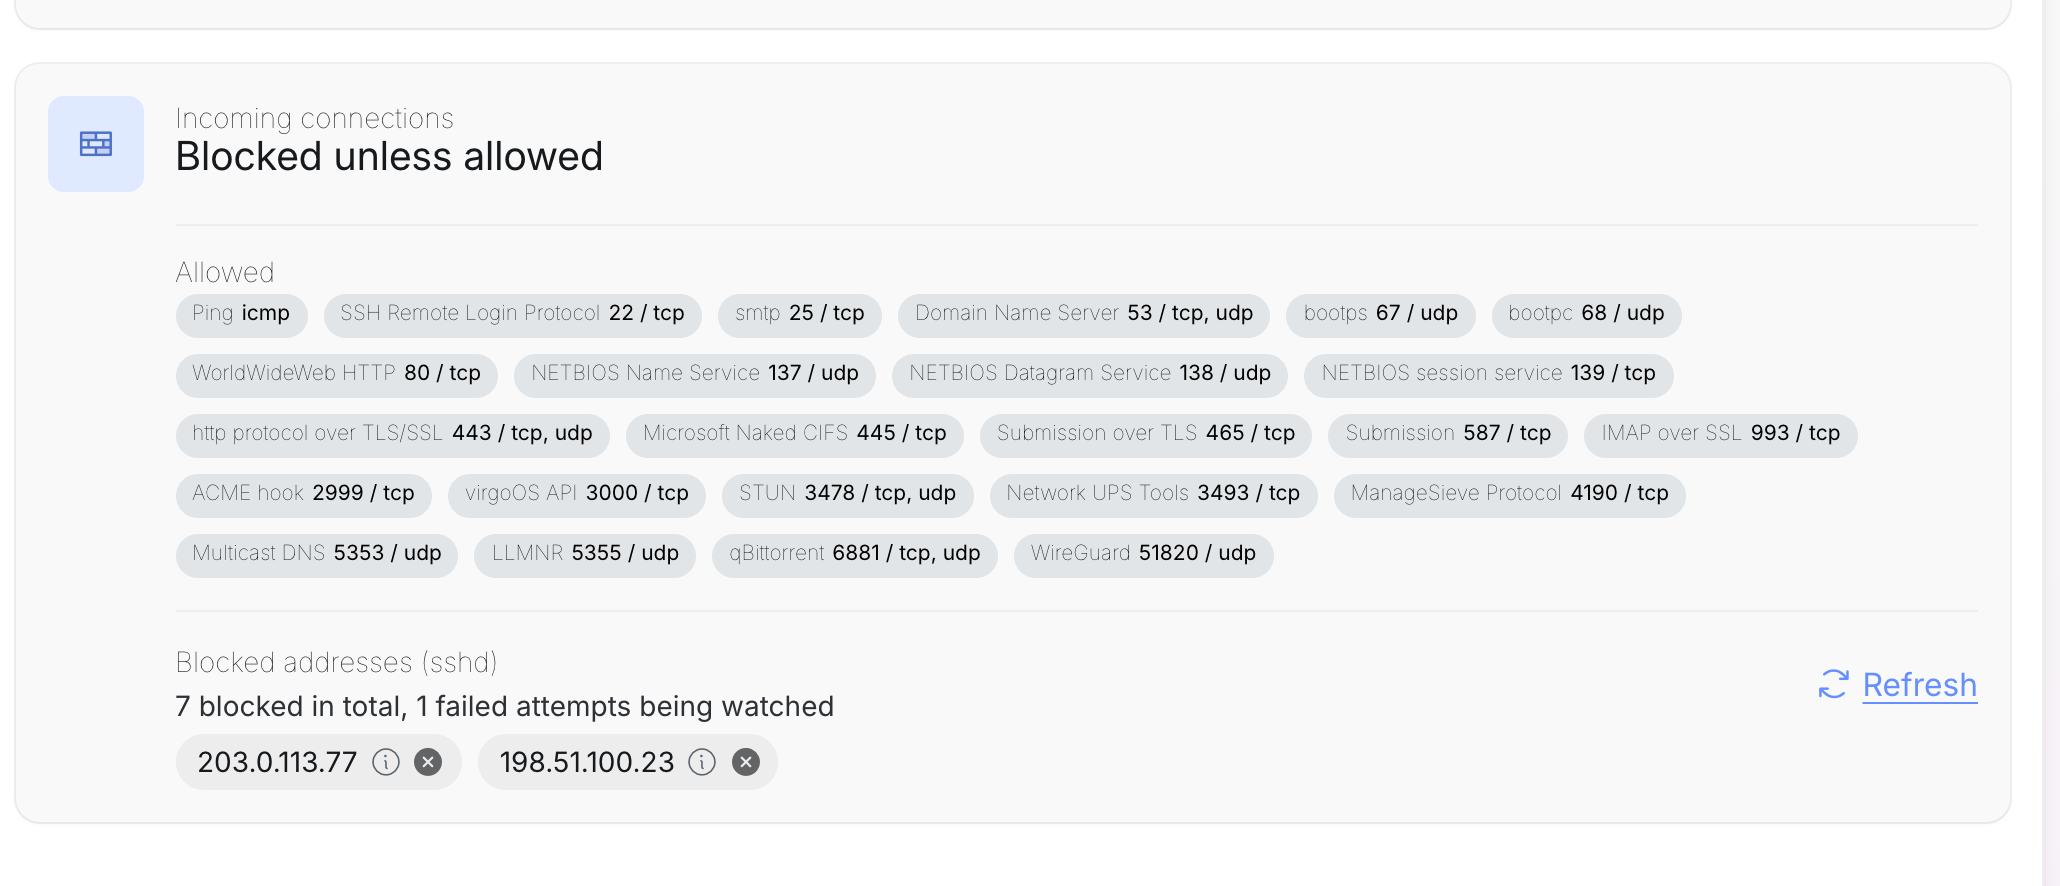 Incoming connections
Blocked unless allowed
Allowed
Ping icmp SSH Remote Login Protocol 22 / tcp smtp 25 / tcp Domain Name Server 53 / tcp, udp bootps 67 / udp bootpc 68 / udp
WorldWideWeb HTTP 80 / tcp NETBIOS Name Service 137 / udp NETBIOS Datagram Service 138 / udp NETBIOS session service 139 / tcp
http protocol over TLS/SSL 443 / tcp, udp Microsoft Naked CIFS 445 / tcp Submission over TLS 465 / tcp Submission 587 / tcp IMAP over SSL 993 / tcp
ACME hook 2999 / tcp virgoOS API 3000 / tcp STUN 3478 / tcp, udp Network UPS Tools 3493 / tcp ManageSieve Protocol 4190 / tcp
Multicast DNS 5353 / udp LLMNR 5355 / udp qBittorrent 6881 / tcp, udp WireGuard 51820 / udp
Blocked addresses (sshd)
Refresh
7 blocked in total, 1 failed attempts being watched
203.0.113.77 198.51.100.23